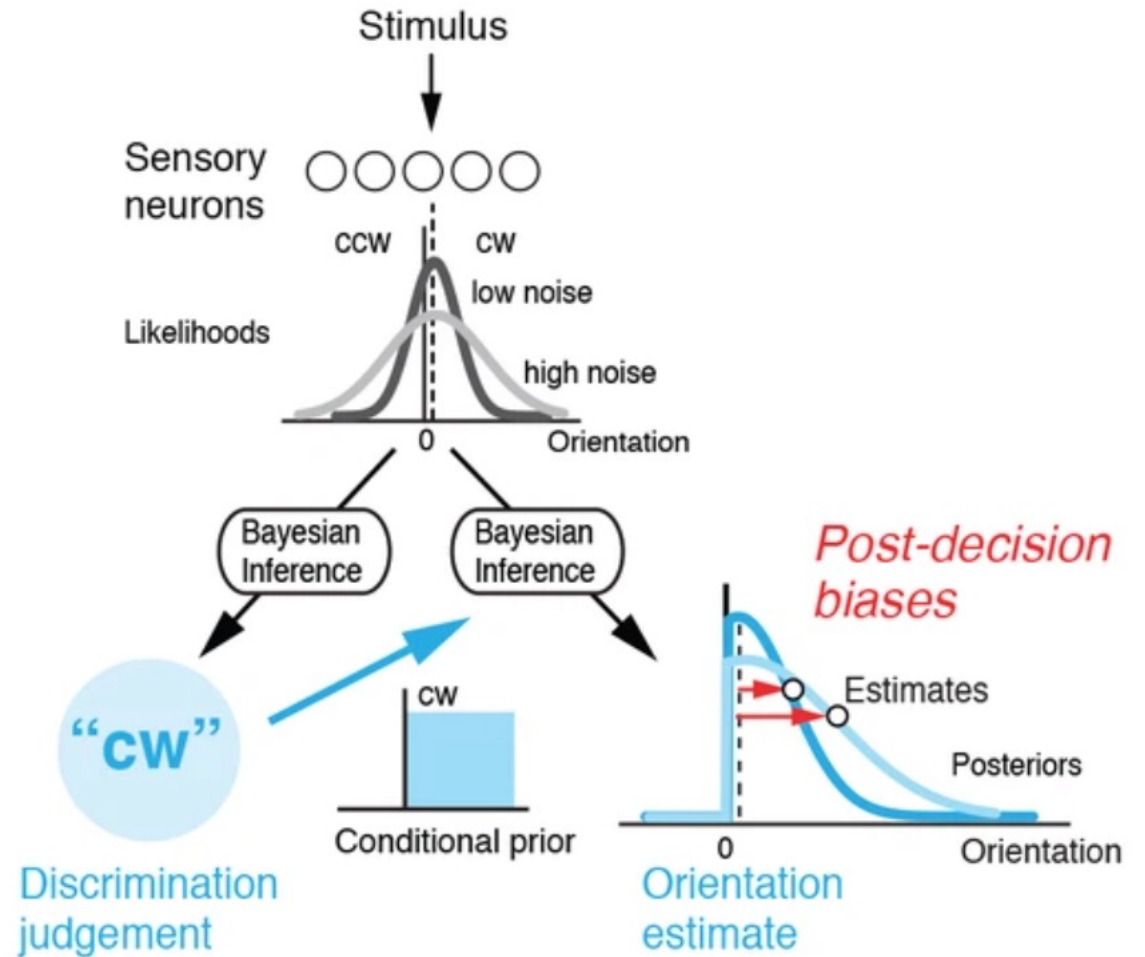 Stimulus
Sensory
neurons
CCW
CW
low noise
Likelihoods
high noise
0
Orientation
Bayesian
Inference
Bayesian
Inference
Post-decision
biases
“cw”
CW
Estimates
Posteriors
Conditional prior
0
Orientation
Discrimination
judgement
Orientation
estimate